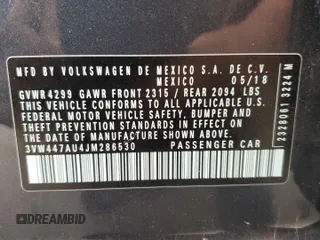 MFD BY VOLKSWAGEN DE MEXICO S.A. DE C.V.
DE MEXICO 05/18
GVWR 4299 GAWR FRONT 2315 / REAR 2094 LBS
THIS VEHICLE CONFORMS TO ALL APPLICABLE U.S.
FEDERAL MOTOR VEHICLE SAFETY, BUMPER AND
THEFT PREVENTION STANDARDS IN EFFECT ON THE
DATE OF MANUFACTURE SHOWN ABOVE.
3VW447AU4JM286530 PASSENGER CAR
2328061 3224 M
DREAMBID